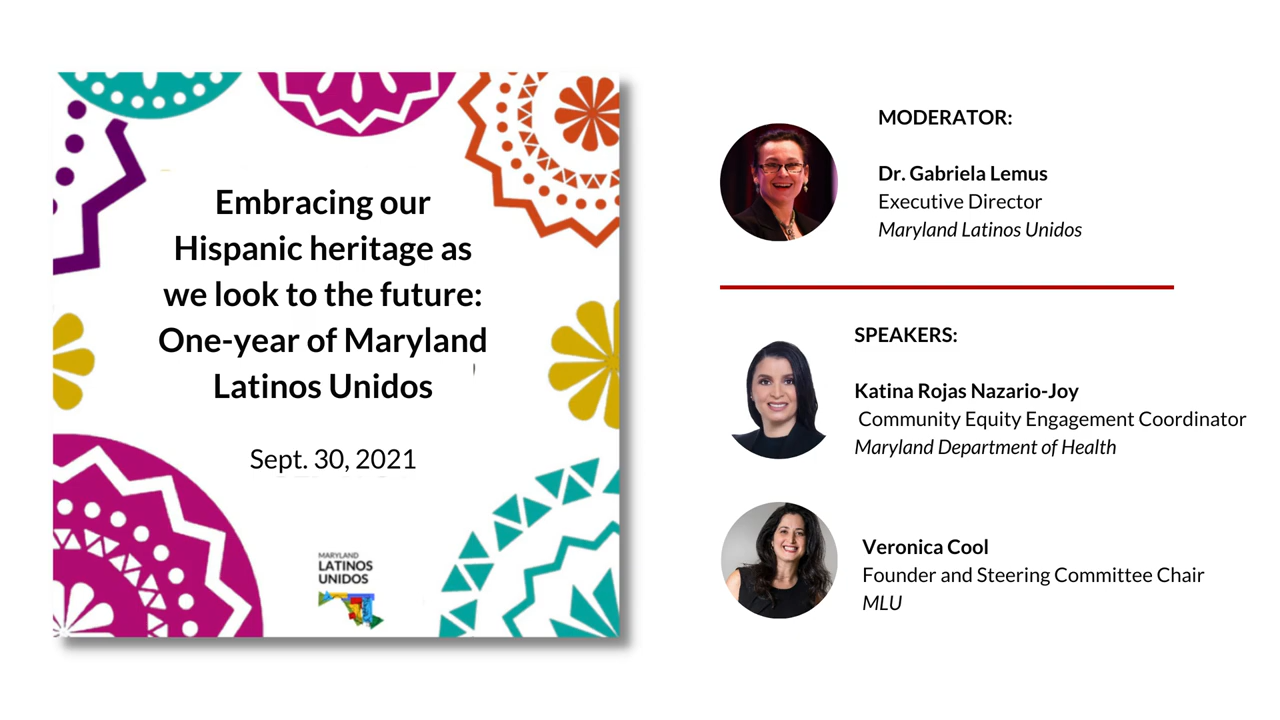 Embracing our
Hispanic heritage as
we look to the future:
One-year of Maryland
Latinos Unidos
Sept. 30, 2021
MARYLAND
LATINOS
UNIDOS
MODERATOR:
Dr. Gabriela Lemus
Executive Director
Maryland Latinos Unidos
SPEAKERS:
Katina Rojas Nazario-Joy
Community Equity Engagement Coordinator
Maryland Department of Health
Veronica Cool
Founder and Steering Committee Chair
MLU